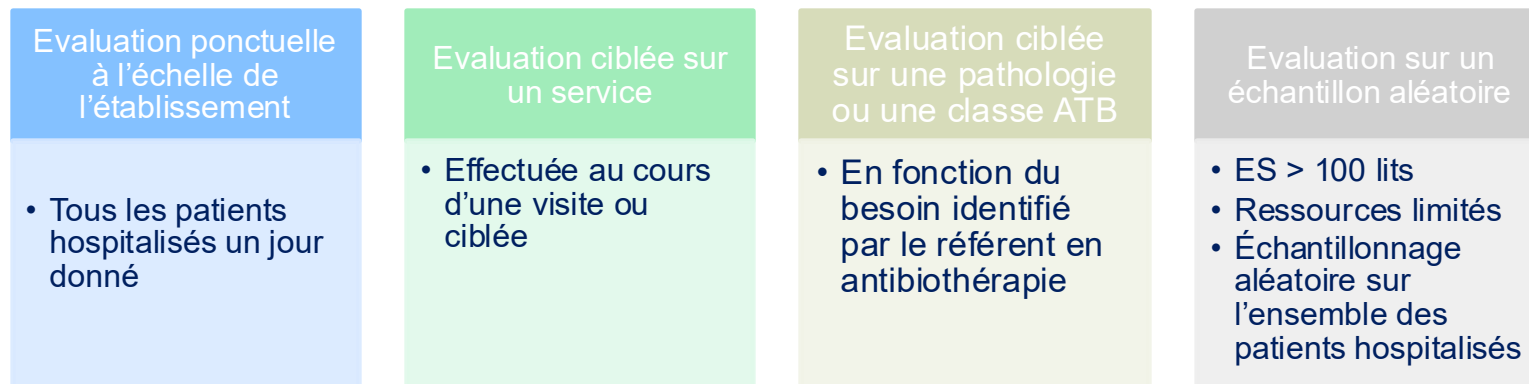 Evaluation ponctuelle
à l’échelle de
l’établissement
• Tous les patients
hospitalisés un jour
donné
Evaluation ciblée sur
un service
• Effectuée au cours
d’une visite ou
ciblée
Evaluation ciblée
sur une pathologie
ou une classe ATB
• En fonction du
besoin identifié
par le référent en
antibiothérapie
Evaluation sur un
échantillon aléatoire
• ES > 100 lits
• Ressources limités
• Échantillonnage
aléatoire sur
l’ensemble des
patients hospitalisés